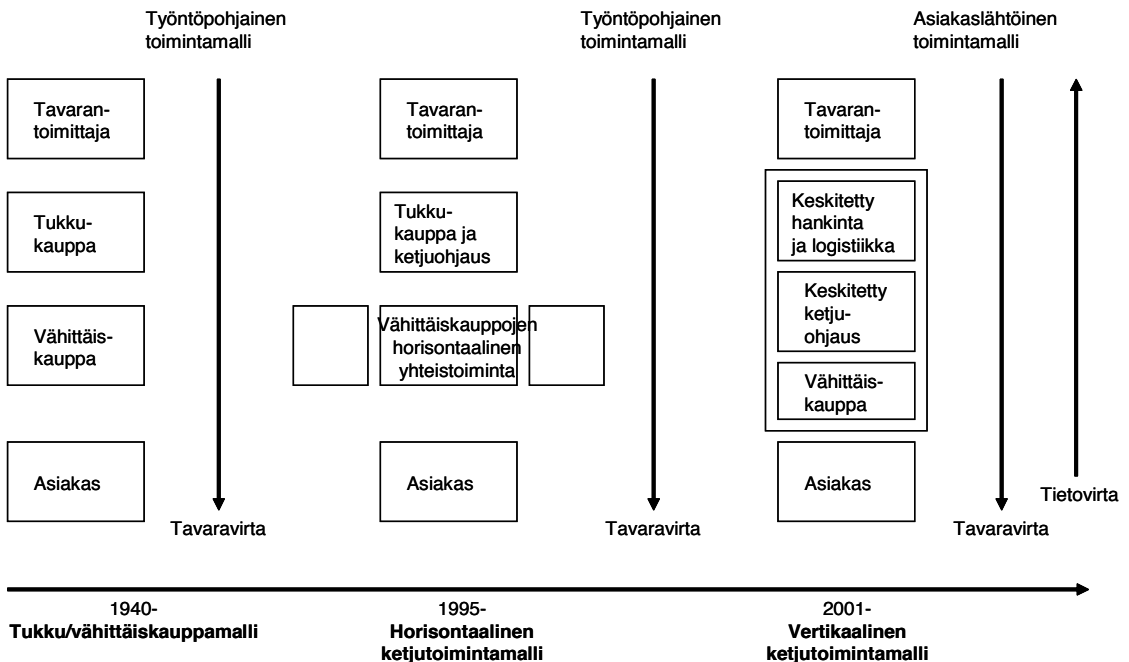 Työntöpohjainen
toimintamalli
Tavaran-
toimittaja
Tukku-
kauppa
Vähittäis-
kauppa
Asiakas
Tavaravirta
1940-
Tukku/vähittäiskauppamalli
Työntöpohjainen
toimintamalli
Tavaran-
toimittaja
Tukku-
kauppa ja
ketjuohjaus
Vähittäiskauppojen
horisontaalinen
yhteistoiminta
Asiakas
Tavaravirta
1995-
Horisontaalinen
ketjutoimintamalli
Asiakaslähtöinen
toimintamalli
Tavaran-
toimittaja
Keskitetty
hankinta
ja logistiikka
Keskitetty
ketju-
ohjaus
Vähittäis-
kauppa
Asiakas
Tavaravirta
Tietovirta
2001-
Vertikaalinen
ketjutoimintamalli